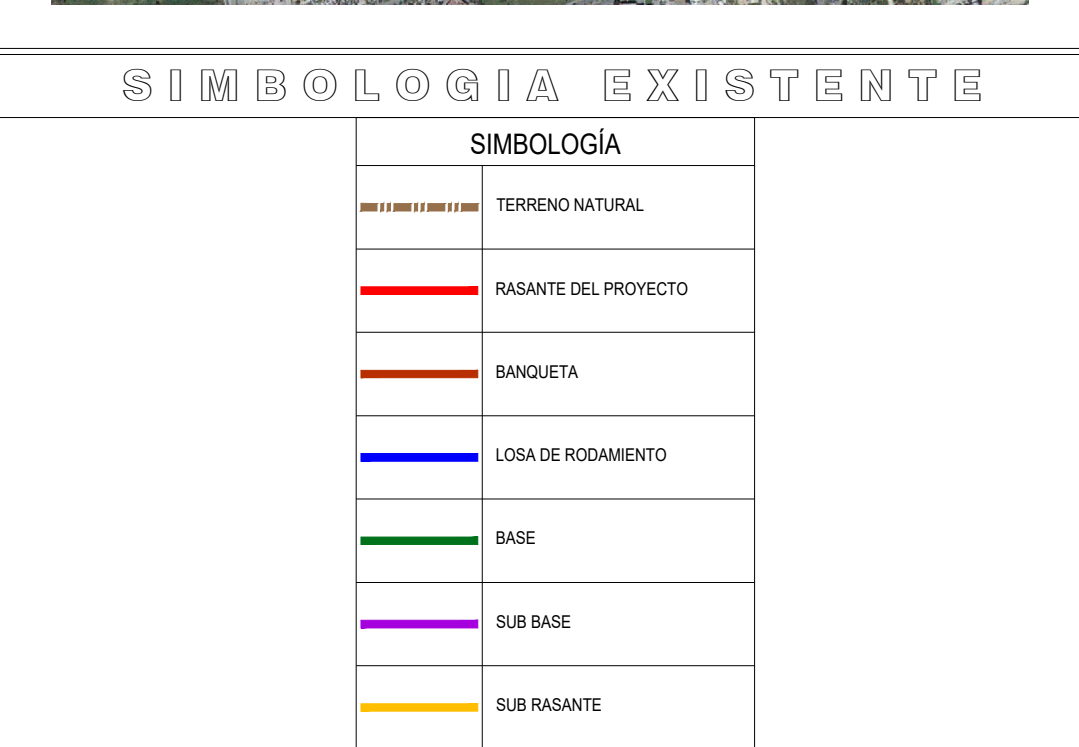 SIMBOLOGIA EXISTENTE
SIMBOLOGÍA
TERRENO NATURAL
RASANTE DEL PROYECTO
BANQUETA
LOSA DE RODAMIENTO
BASE
SUB BASE
SUB RASANTE